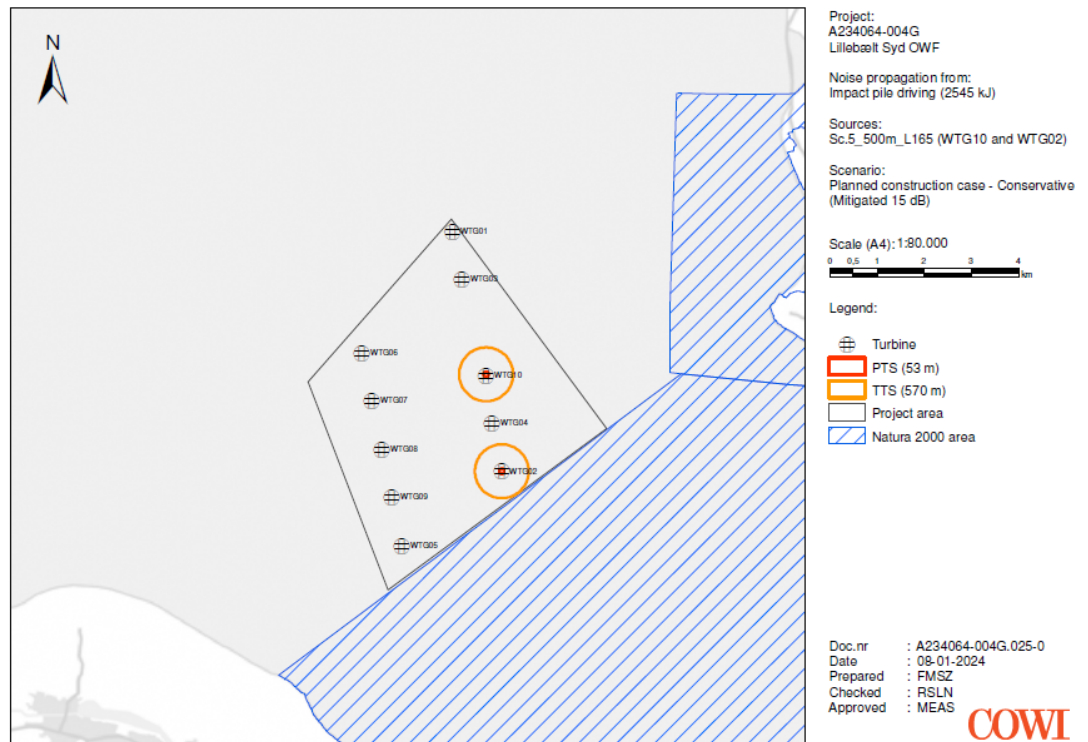 N
WTG01
WTG03
WTG06
WTG10
WTG07
WTG04
WTG08
WTG02
WTG09
WTG05
Project:
A234064-004G
Lillebælt Syd OWF
Noise propagation from:
Impact pile driving (2545 kJ)
Sources:
Sc.5_500m_L165 (WTG10 and WTG02)
Scenario:
Planned construction case - Conservative
(Mitigated 15 dB)
Scale (A4): 1:80.000
0 0,5 1 2 3 4
km
Legend:
Turbine
PTS (53 m)
TTS (570 m)
Project area
Natura 2000 area
Doc.nr : A234064-004G.025-0
Date : 08-01-2024
Prepared : FMSZ
Checked : RSLN
Approved : MEAS
COWI